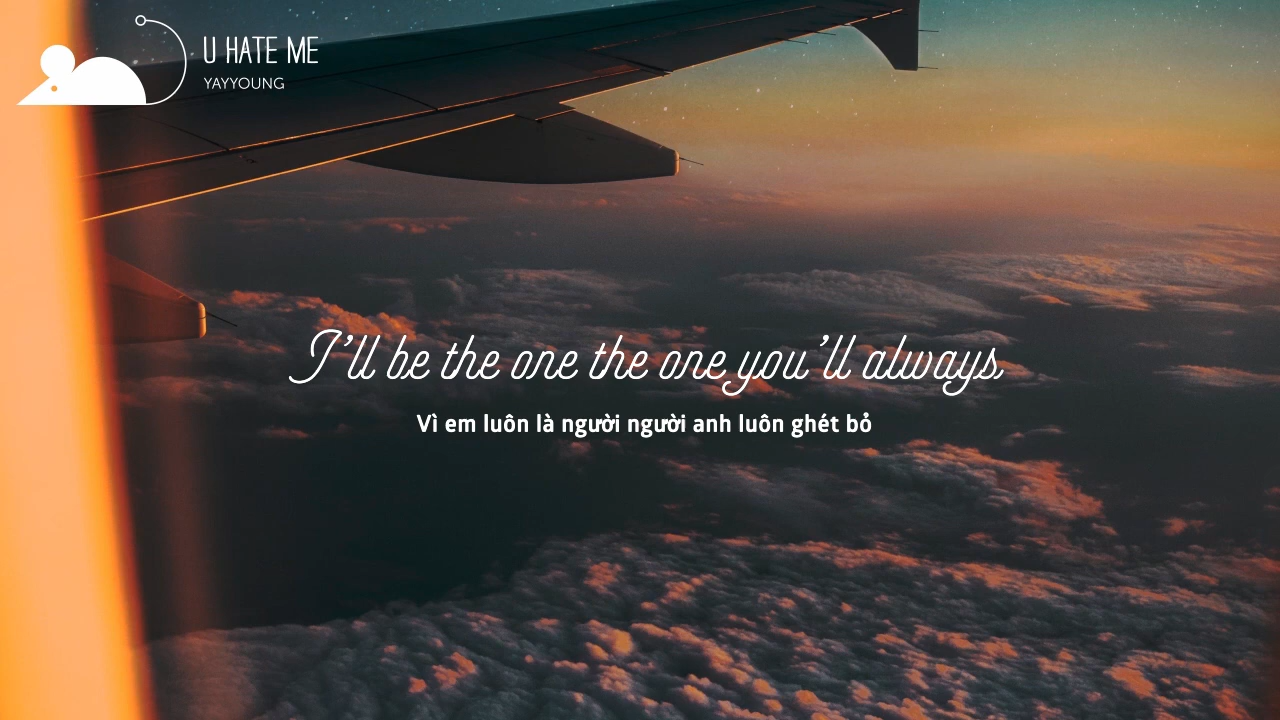 U HATE ME
YAYYOUNG
I'll be the one the one you'll always
Vì em luôn là người người anh luôn ghét bỏ